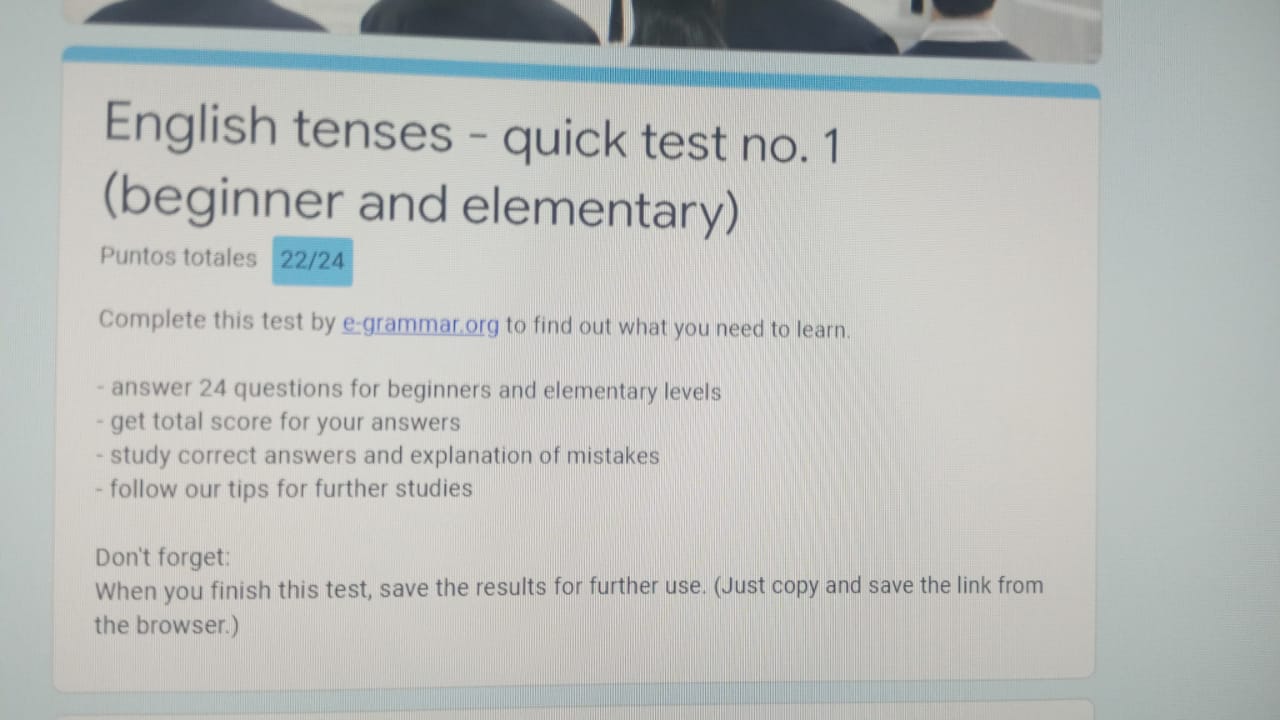 English tenses - quick test no. 1
(beginner and elementary)
Puntos totales 22/24
Complete this test by e-grammar.org to find out what you need to learn.
- answer 24 questions for beginners and elementary levels
- get total score for your answers
- study correct answers and explanation of mistakes
- follow our tips for further studies
Don't forget:
When you finish this test, save the results for further use. (Just copy and save the link from
the browser.)